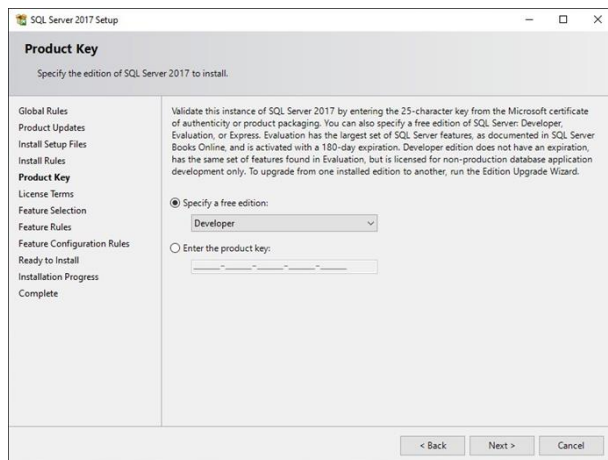 SQL Server 2017 Setup
Product Key
Specify the edition of SQL Server 2017 to install.
Global Rules
Product Updates
Install Setup Files
Install Rules
Product Key
License Terms
Feature Selection
Feature Rules
Feature Configuration Rules
Ready to Install
Installation Progress
Complete
Validate this instance of SQL Server 2017 by entering the 25-character key from the Microsoft certificate
of authenticity or product packaging. You can also specify a free edition of SQL Server: Developer,
Evaluation, or Express. Evaluation has the largest set of SQL Server features, as documented in SQL Server
Books Online, and is activated with a 180-day expiration. Developer edition does not have an expiration,
has the same set of features found in Evaluation, but is licensed for non-production database application
development only. To upgrade from one installed edition to another, run the Edition Upgrade Wizard.
Specify a free edition:
Developer
Enter the product key:
_____-_____-_____-_____-_____
< Back Next > Cancel